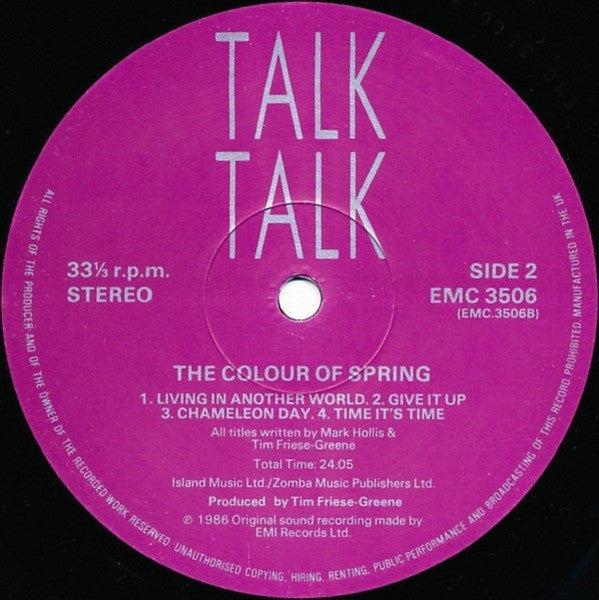 TALK
TALK
33⅓ r.p.m.
STEREO
SIDE 2
EMC 3506
(EMC.3506B)
THE COLOUR OF SPRING
1. LIVING IN ANOTHER WORLD. 2. GIVE IT UP
3. CHAMELEON DAY. 4. TIME IT'S TIME
All titles written by Mark Hollis &
Tim Friese-Greene
Total Time: 24.05
Island Music Ltd./Zomba Music Publishers Ltd.
Produced by Tim Friese-Greene
℗ 1986 Original sound recording made by
EMI Records Ltd.
ALL RIGHTS OF THE PRODUCER AND OF THE OWNER OF THE RECORDED WORK RESERVED. UNAUTHORISED COPYING, HIRING, RENTING, PUBLIC PERFORMANCE AND BROADCASTING OF THIS RECORD PROHIBITED. MANUFACTURED IN THE UK